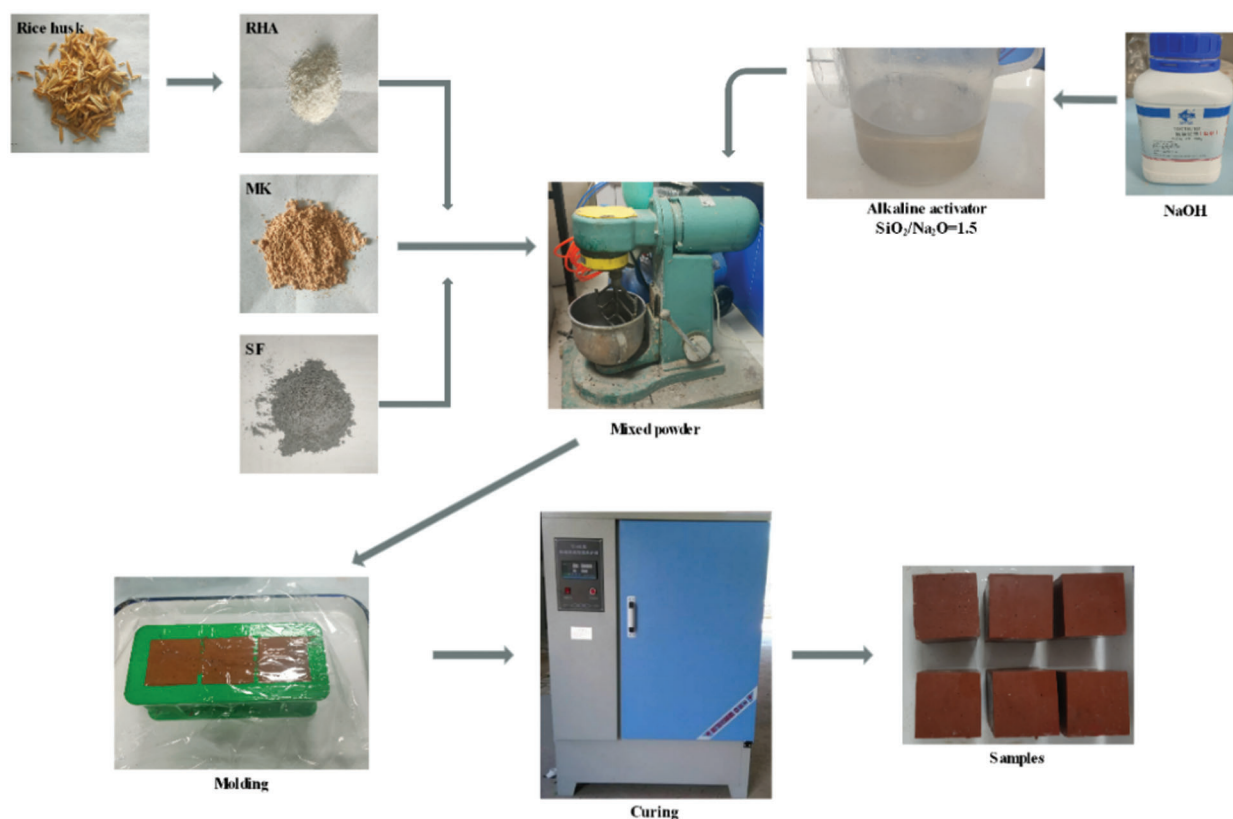 Rice husk
RHA
MK
SF
Mixed powder
Alkaline activator
SiO₂/Na₂O=1.5
NaOH
Molding
Curing
Samples